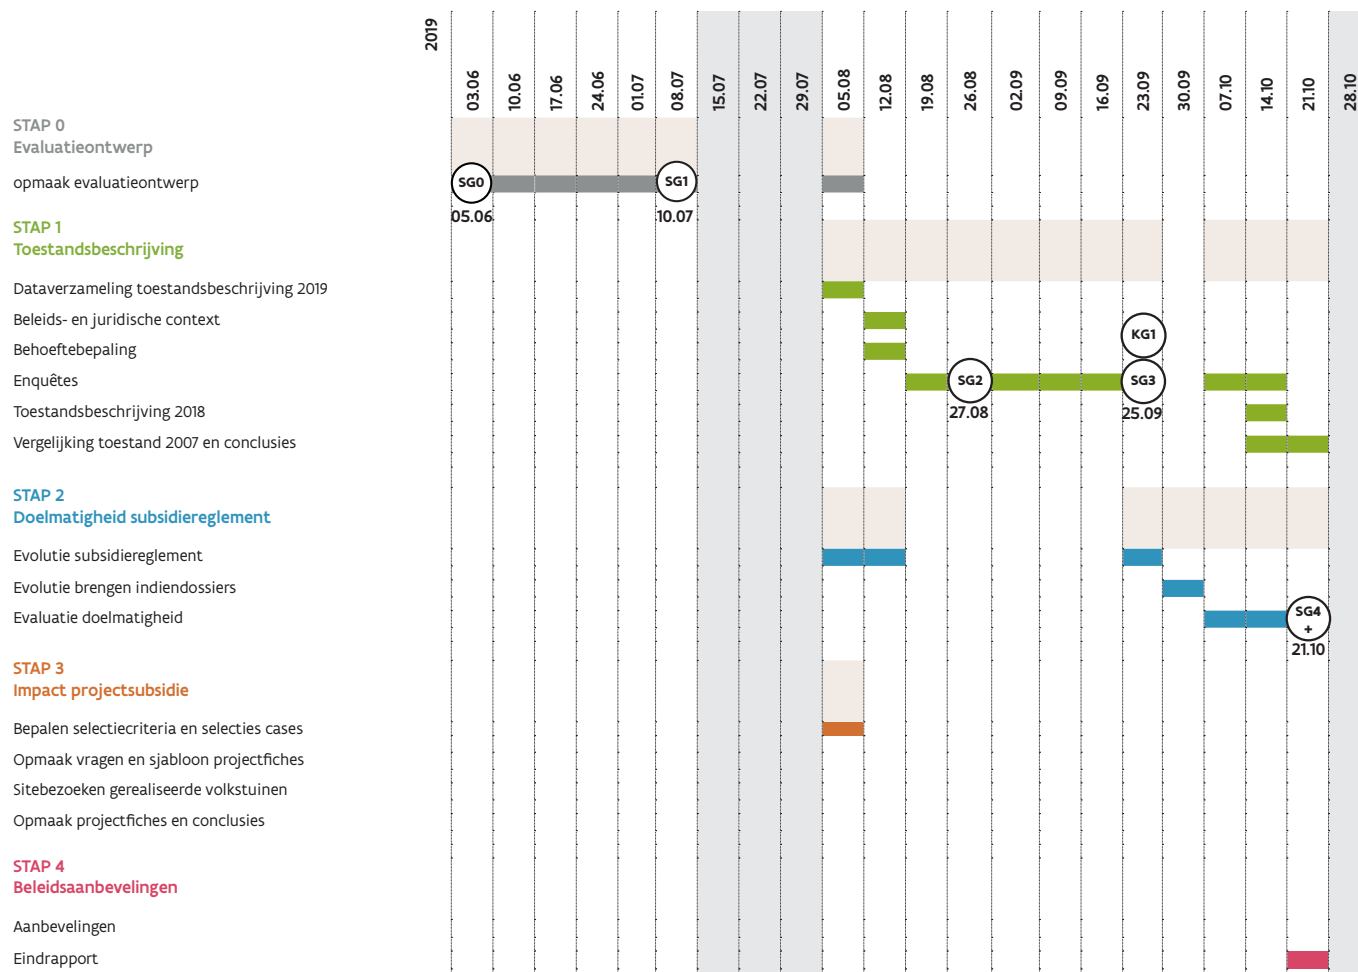 2019
03.06
10.06
17.06
24.06
01.07
08.07
15.07
22.07
29.07
05.08
12.08
19.08
26.08
02.09
09.09
16.09
23.09
30.09
07.10
14.10
21.10
28.10
STAP 0
Evaluatieontwerp
opmaak evaluatieontwerp
SG0
SG1
05.06
10.07
STAP 1
Toestandsbeschrijving
Dataverzameling toestandsbeschrijving 2019
Beleids- en juridische context
KG1
Behoeftebepaling
Enquêtes
SG2
SG3
Toestandsbeschrijving 2018
27.08
25.09
Vergelijking toestand 2007 en conclusies
STAP 2
Doelmatigheid subsidiereglement
Evolutie subsidiereglement
Evolutie brengen indiendossiers
Evaluatie doelmatigheid
SG4
+
21.10
STAP 3
Impact projectsubsidie
Bepalen selectiecriteria en selecties cases
Opmaak vragen en sjabloon projectfiches
Sitebezoeken gerealiseerde volkstuinen
Opmaak projectfiches en conclusies
STAP 4
Beleidsaanbevelingen
Aanbevelingen
Eindrapport